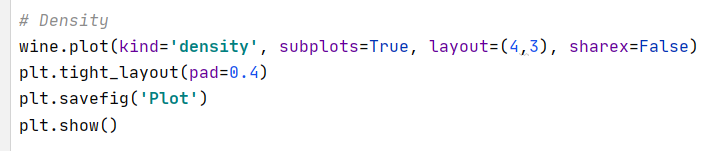 # Density
wine.plot(kind='density', subplots=True, layout=(4,3), sharex=False)
plt.tight_layout(pad=0.4)
plt.savefig('Plot')
plt.show()